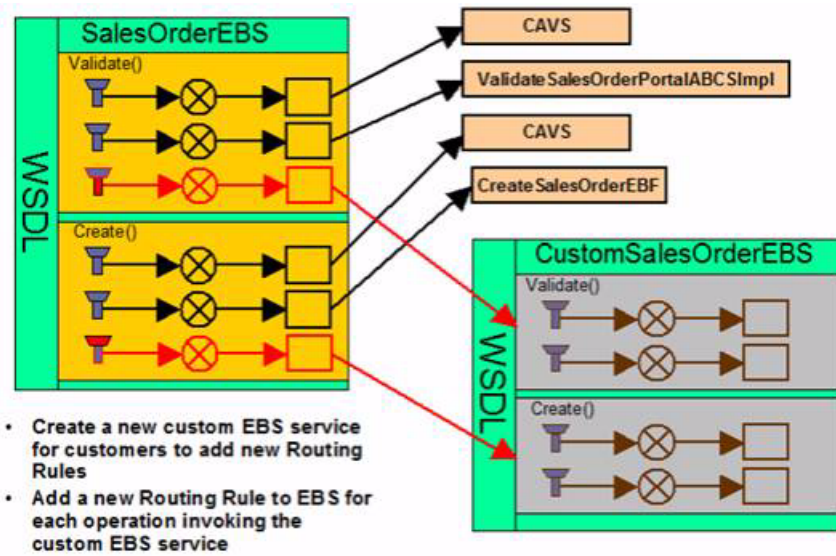 SalesOrderEBS
Validate()
WSDL
Create()
CAVS
ValidateSalesOrderPortalABCSImpl
CAVS
CreateSalesOrderEBF
CustomSalesOrderEBS
Validate()
WSDL
Create()
• Create a new custom EBS service
for customers to add new Routing
Rules
• Add a new Routing Rule to EBS for
each operation invoking the
custom EBS service